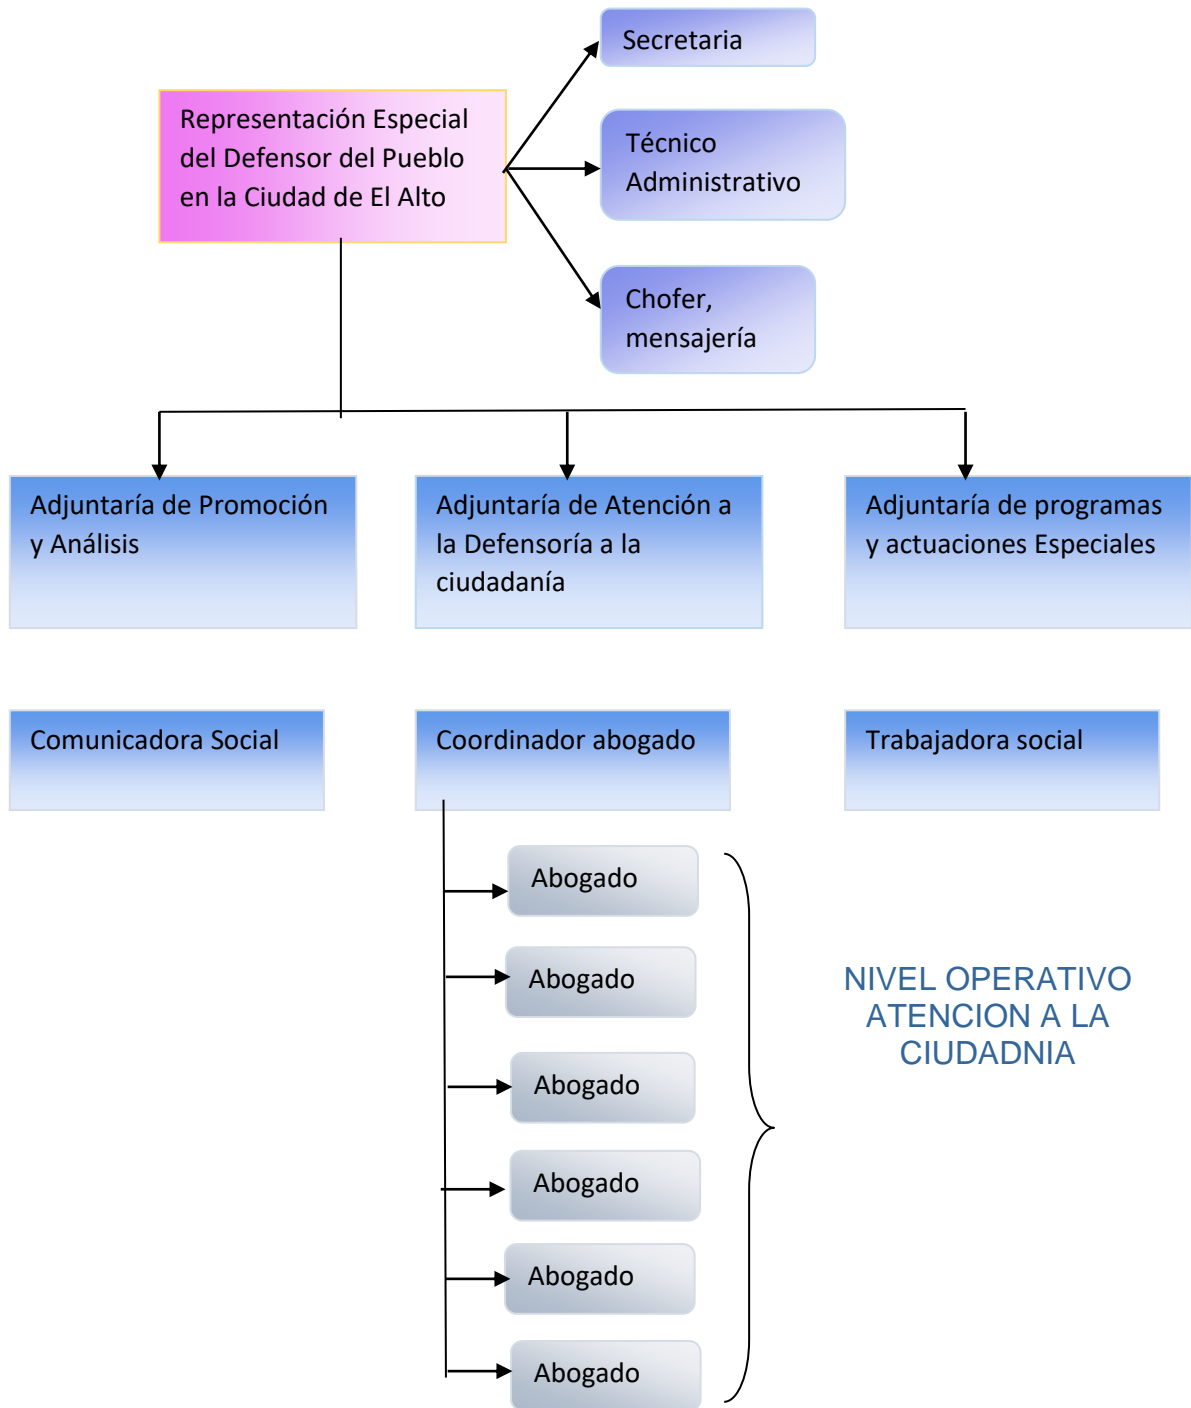 Secretaria
Representación Especial
del Defensor del Pueblo
en la Ciudad de El Alto
Técnico
Administrativo
Chofer,
mensajería
Adjuntaría de Promoción
y Análisis
Adjuntaría de Atención a
la Defensoría a la
ciudadanía
Adjuntaría de programas
y actuaciones Especiales
Comunicadora Social
Coordinador abogado
Trabajadora social
Abogado
Abogado
Abogado
Abogado
Abogado
Abogado
NIVEL OPERATIVO
ATENCION A LA
CIUDADNIA